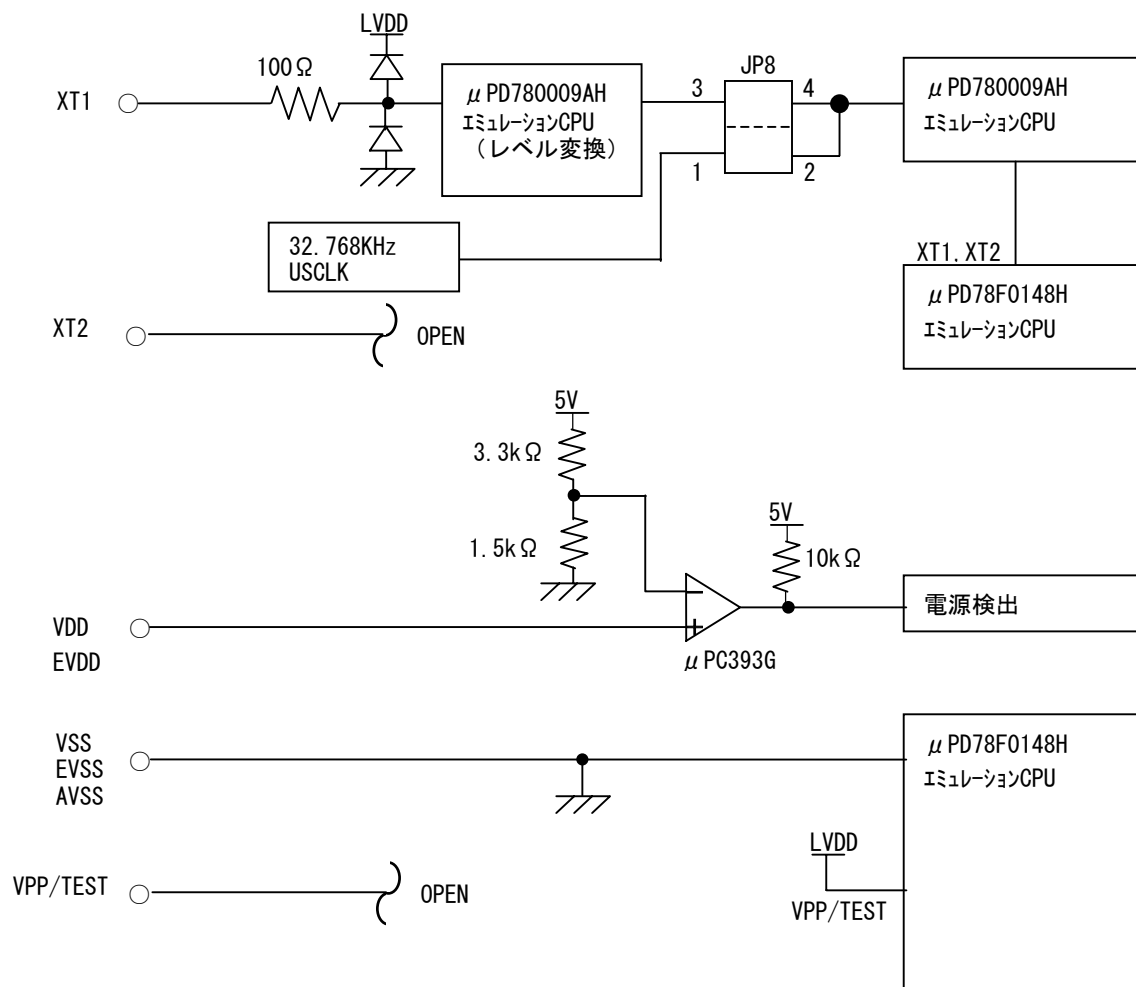 LVDD
100Ω
XT1
μPD780009AH
ｴﾐｭﾚｰｼｮﾝCPU
（レベル変換）
JP8
3
4
1
2
μPD780009AH
ｴﾐｭﾚｰｼｮﾝCPU
32.768KHz
USCLK
XT1,XT2
μPD78F0148H
ｴﾐｭﾚｰｼｮﾝCPU
XT2
OPEN
5V
3.3kΩ
1.5kΩ
5V
10kΩ
電源検出
VDD
EVDD
μPC393G
VSS
EVSS
AVSS
μPD78F0148H
ｴﾐｭﾚｰｼｮﾝCPU
LVDD
VPP/TEST
VPP/TEST
OPEN